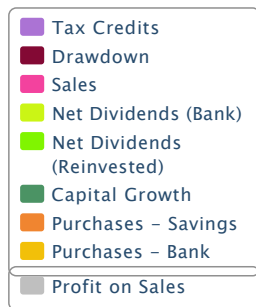 Tax Credits
Drawdown
Sales
Net Dividends (Bank)
Net Dividends
(Reinvested)
Capital Growth
Purchases – Savings
Purchases – Bank
Profit on Sales